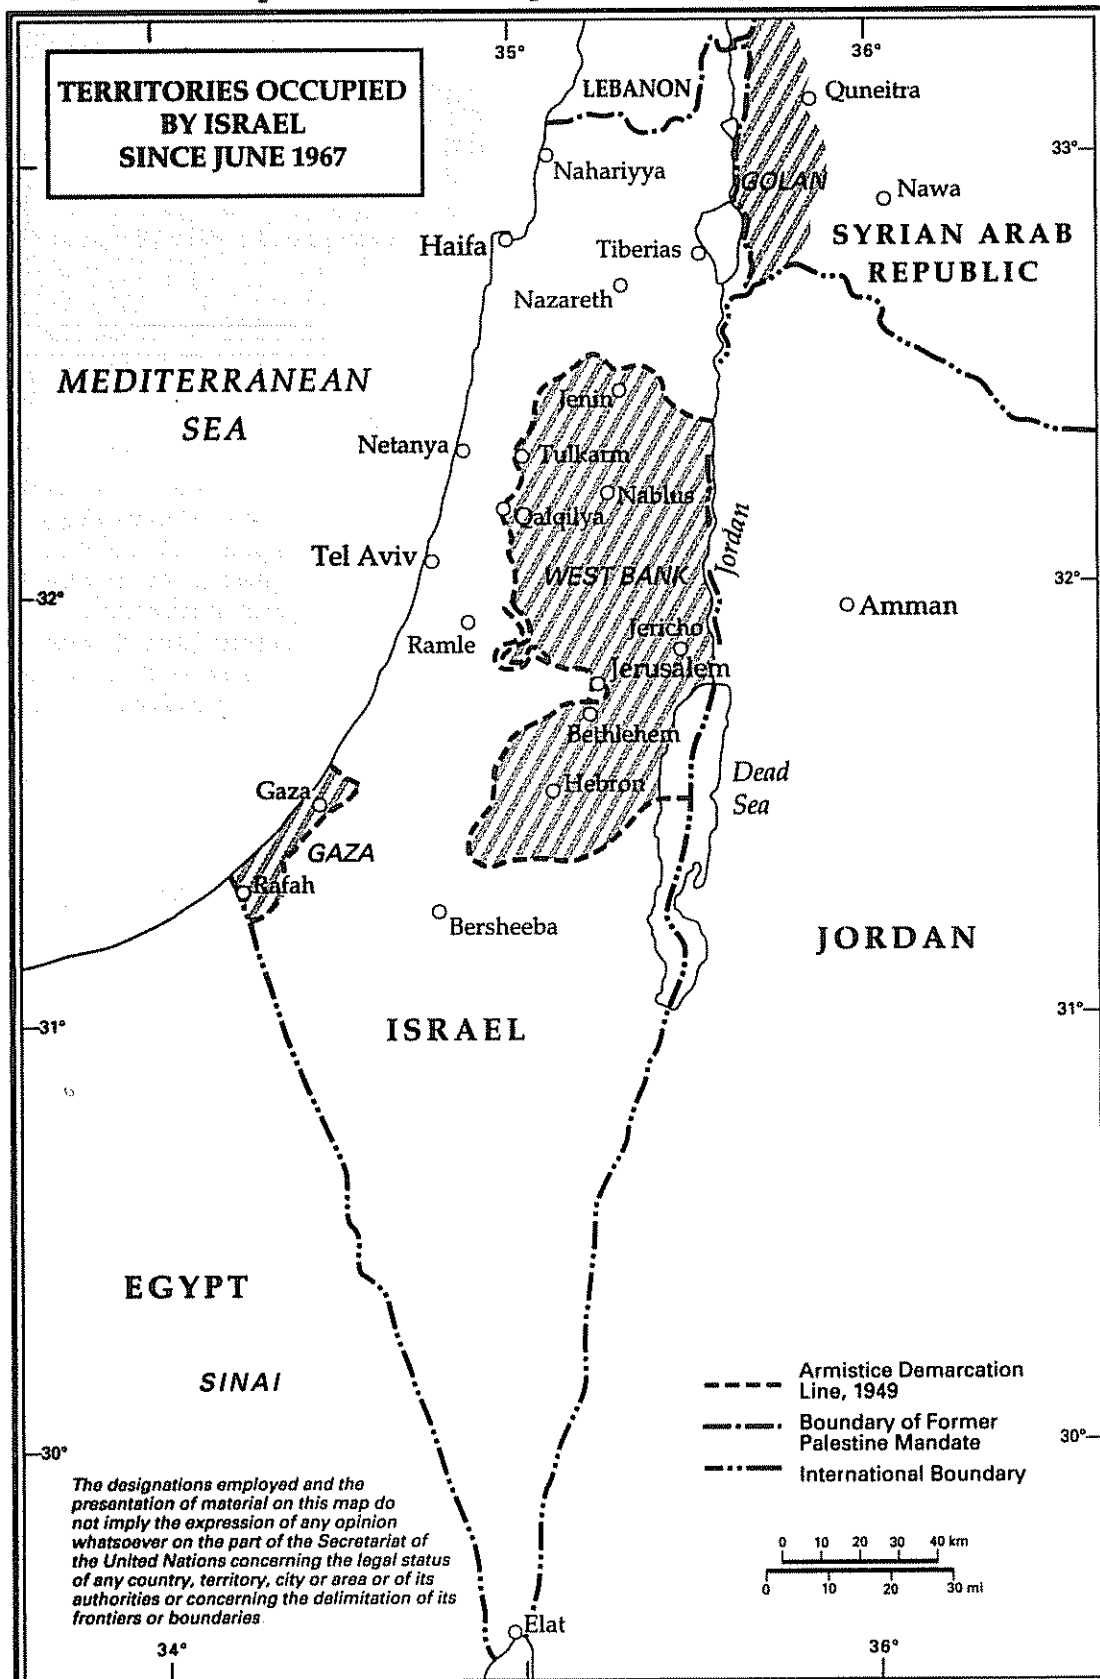 35°
36°
TERRITORIES OCCUPIED
BY ISRAEL
SINCE JUNE 1967
LEBANON
Quneitra
33°
Nahariyya
GOLAN
Nawa
Haifa
Tiberias
SYRIAN ARAB
REPUBLIC
Nazareth
MEDITERRANEAN
SEA
Jenin
Netanya
Tulkarm
Nablus
Qalqilya
Jordan
Tel Aviv
WEST BANK
32°
32°
Amman
Ramle
Jericho
Jerusalem
Bethlehem
Dead
Sea
Gaza
Hebron
GAZA
Rafah
Bersheeba
JORDAN
31°
31°
ISRAEL
EGYPT
SINAI
Armistice Demarcation
Line, 1949
Boundary of Former
Palestine Mandate
International Boundary
30°
30°
The designations employed and the
presentation of material on this map do
not imply the expression of any opinion
whatsoever on the part of the Secretariat of
the United Nations concerning the legal status
of any country, territory, city or area or of its
authorities or concerning the delimitation of its
frontiers or boundaries
0 10 20 30 40 km
0 10 20 30 mi
Elat
34°
36°